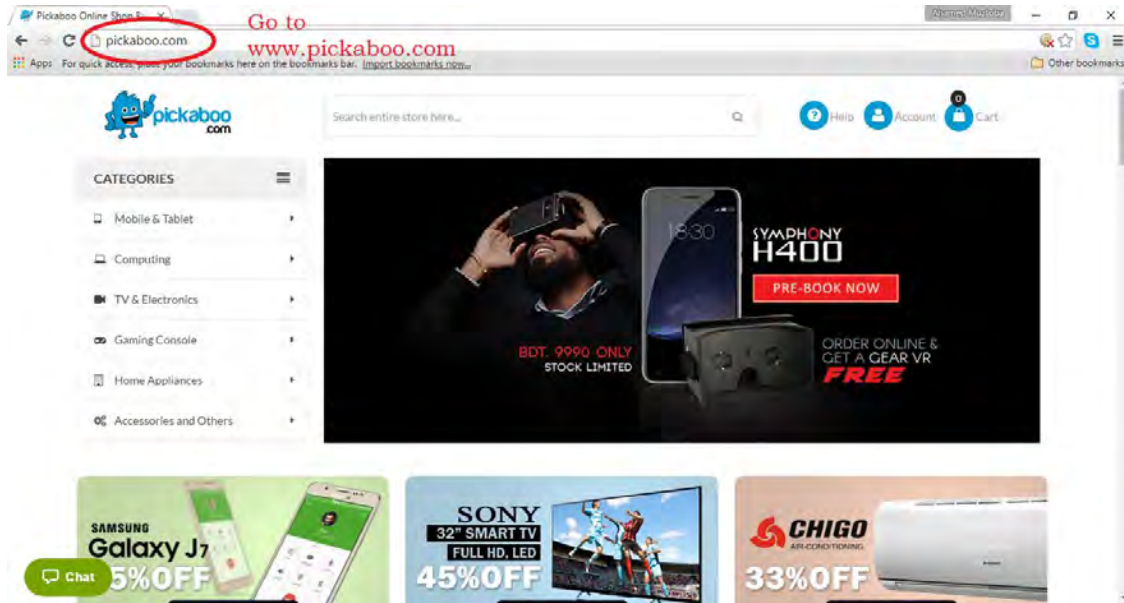 Pickaboo Online Shop
Go to
www.pickaboo.com
pickaboo.com
Apps For quick access, place your bookmarks here on the bookmarks bar. Import bookmarks now...
Other bookmarks
pickaboo
.com
Search entire store here...
Help
Account
0
Cart
CATEGORIES
Mobile & Tablet
Computing
TV & Electronics
Gaming Console
Home Appliances
Accessories and Others
18:30
SYMPHONY
H400
PRE-BOOK NOW
BDT. 9990 ONLY
STOCK LIMITED
ORDER ONLINE &
GET A GEAR VR
FREE
SAMSUNG
Galaxy J7
5%OFF
Chat
SONY
32" SMART TV
FULL HD, LED
45%OFF
CHIGO
AIR-CONDITIONING
33%OFF